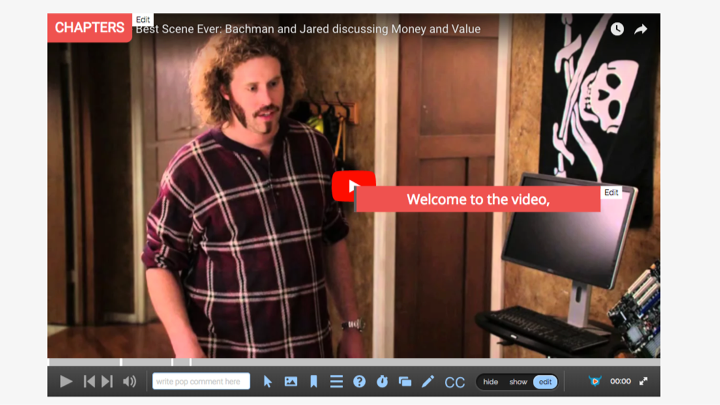 CHAPTERS
Edit
Best Scene Ever: Bachman and Jared discussing Money and Value
Welcome to the video,
Edit
write pop comment here
CC
hide
show
edit
00:00